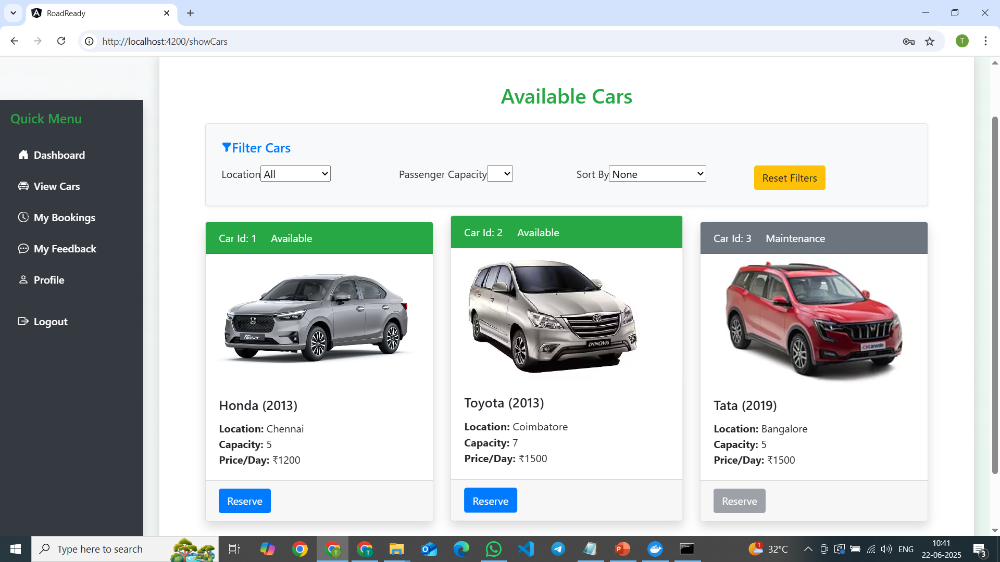 RoadReady
http://localhost:4200/showCars
T
Available Cars
Quick Menu
Dashboard
View Cars
My Bookings
My Feedback
Profile
Logout
Filter Cars
Location All Passenger Capacity Sort By None Reset Filters
Car Id: 1 Available
AMAZE
Honda (2013)
Location: Chennai
Capacity: 5
Price/Day: ₹1200
Reserve
Car Id: 2 Available
INNOVA
Toyota (2013)
Location: Coimbatore
Capacity: 7
Price/Day: ₹1500
Reserve
Car Id: 3 Maintenance
carwale
Tata (2019)
Location: Bangalore
Capacity: 5
Price/Day: ₹1500
Reserve
Type here to search
1
32°C
ENG
10:41
22-06-2025
3